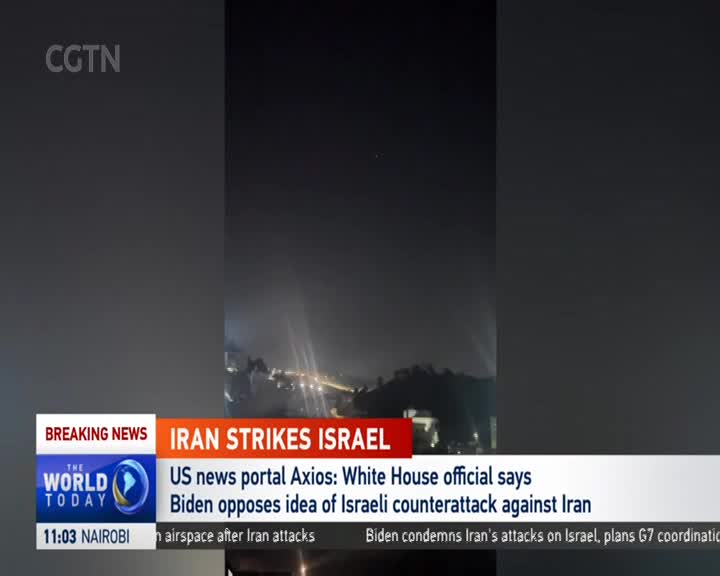 CGTN
BREAKING NEWS
IRAN STRIKES ISRAEL
THE
WORLD
TODAY
US news portal Axios: White House official says
Biden opposes idea of Israeli counterattack against Iran
11:03 NAIROBI
airspace after Iran attacks
Biden condemns Iran's attacks on Israel, plans G7